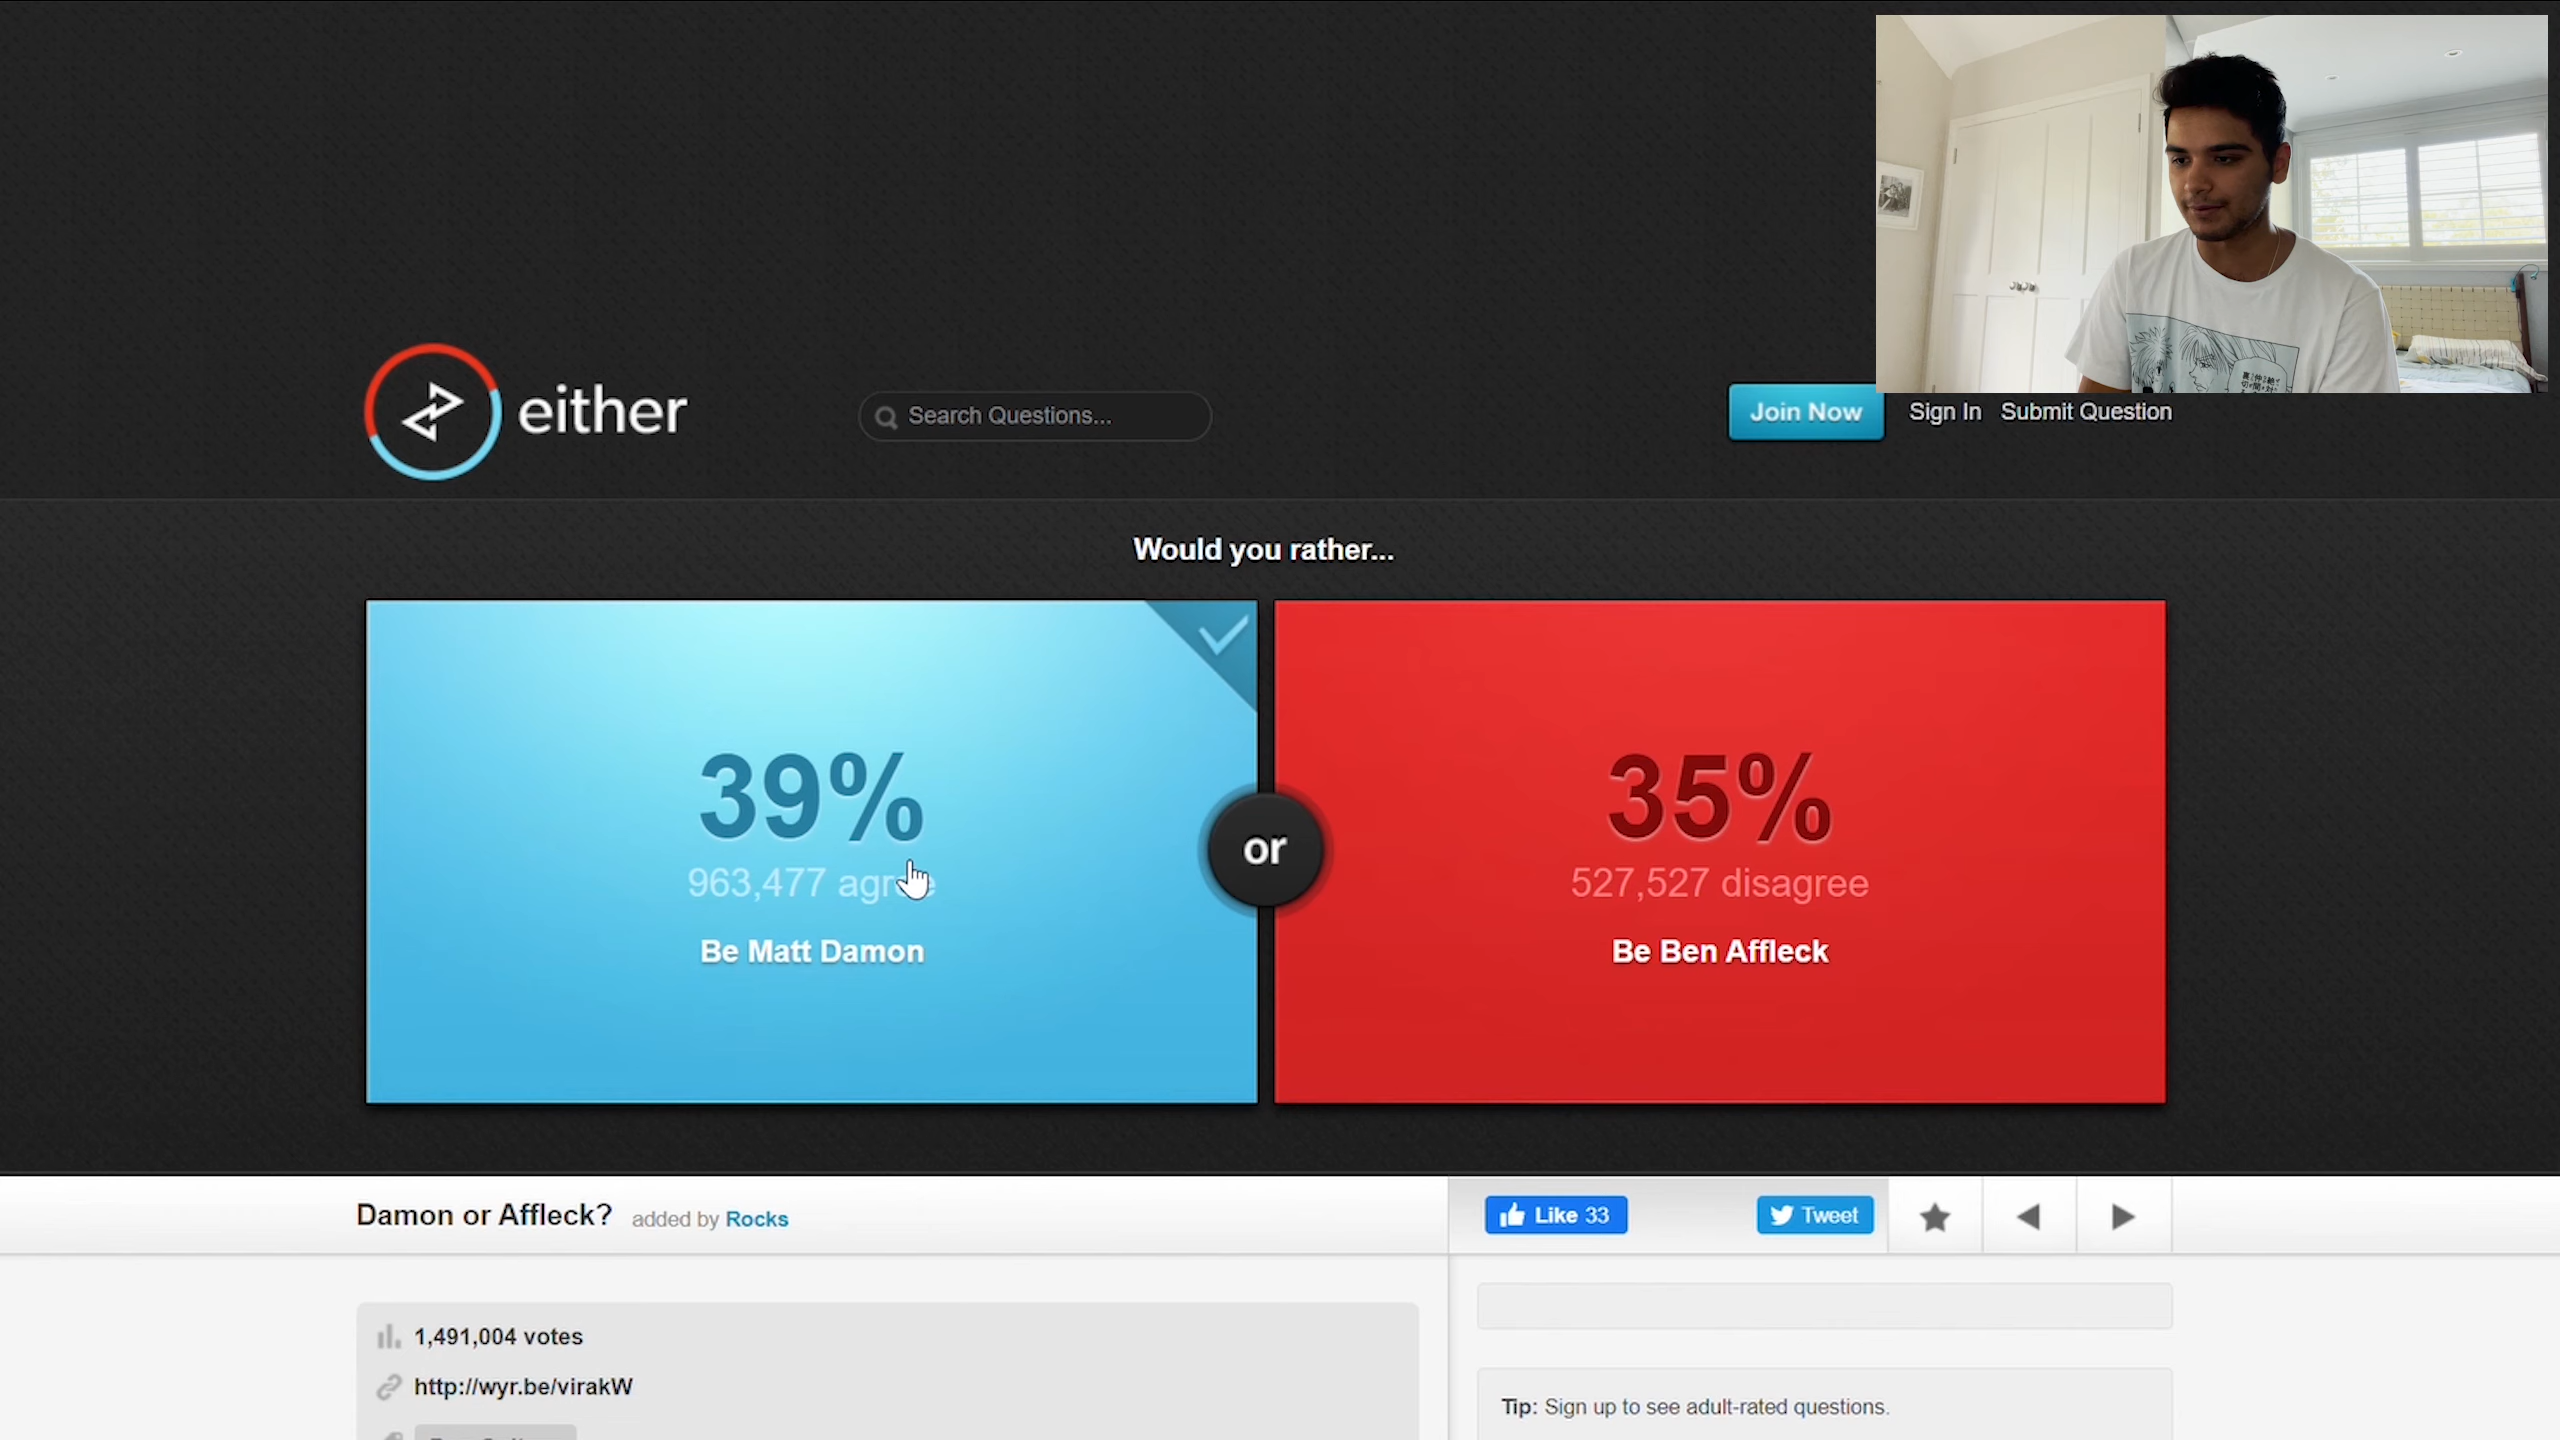 either
Search Questions...
Join Now
Sign In
Submit Question
Would you rather...
39%
963,477 agree
Be Matt Damon
or
35%
527,527 disagree
Be Ben Affleck
Damon or Affleck?
added by Rocks
Like 33
Tweet
1,491,004 votes
http://wyr.be/virakW
Tip: Sign up to see adult-rated questions.